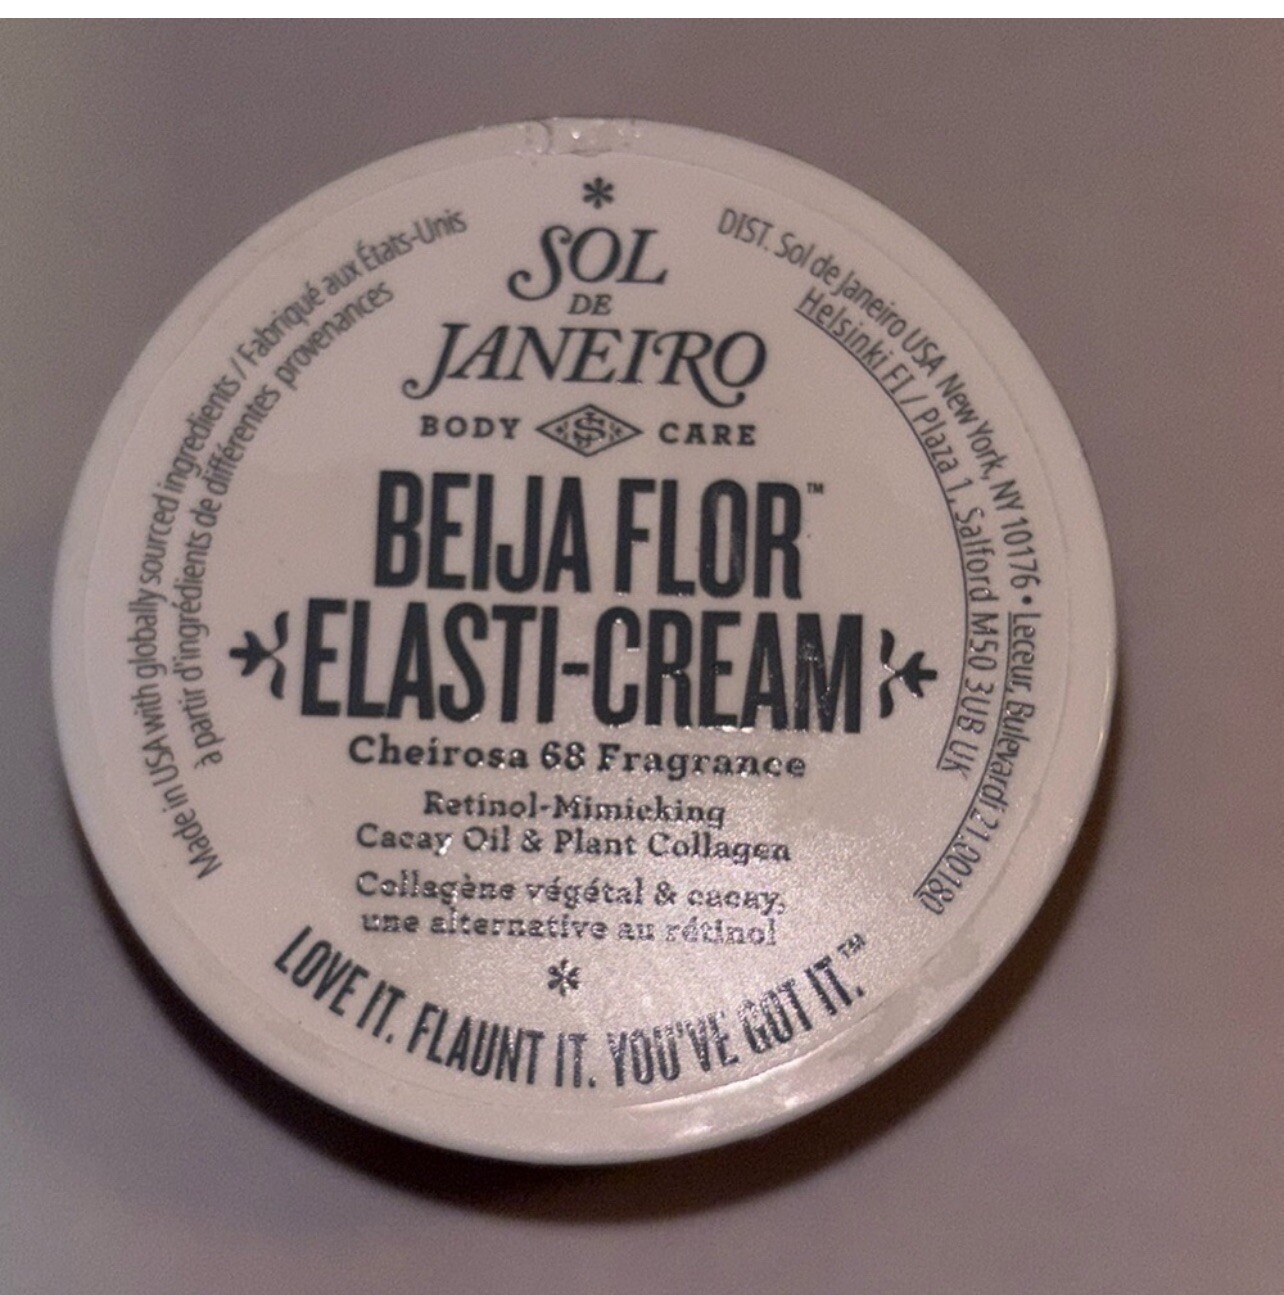 SOL
DE
JANEIRO
BODY CARE
BEIJA FLOR™
ELASTI-CREAM
Cheirosa 68 Fragrance
Retinol-Mimicking
Cacay Oil & Plant Collagen
Collagène végétal & cacay,
une alternative au rétinol
LOVE IT. FLAUNT IT. YOU'VE GOT IT.™
Made in USA with globally sourced ingredients / Fabriqué aux États-Unis
à partir d'ingrédients de différentes provenances
DIST. Sol de Janeiro USA New York, NY 10176 • Leceur, Bulevardi 21.00180
Helsinki FI / Plaza 1, Salford M50 3UB UK